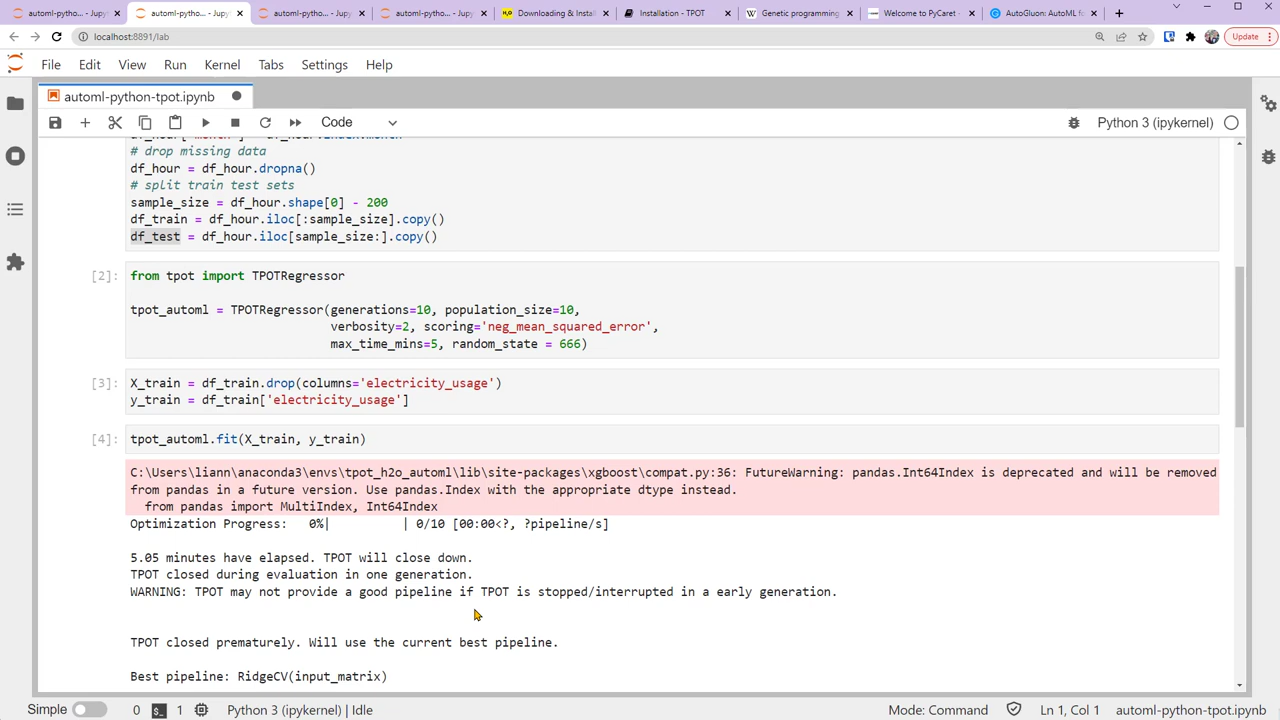 automl-python- - Jupy
automl-python- - Jupy
automl-python- - Jupy
automl-python- - Jupy
Downloading & Insta
Installation - TPOT
Genetic programming
Welcome to PyCaret
AutoGluon: AutoML f
localhost:8891/lab
Update
File Edit View Run Kernel Tabs Settings Help
automl-python-tpot.ipynb
Code
Python 3 (ipykernel)
# drop missing data
df_hour = df_hour.dropna()
# split train test sets
sample_size = df_hour.shape[0] - 200
df_train = df_hour.iloc[:sample_size].copy()
df_test = df_hour.iloc[sample_size:].copy()
[2]: from tpot import TPOTRegressor
tpot_automl = TPOTRegressor(generations=10, population_size=10,
verbosity=2, scoring='neg_mean_squared_error',
max_time_mins=5, random_state = 666)
[3]: X_train = df_train.drop(columns='electricity_usage')
y_train = df_train['electricity_usage']
[4]: tpot_automl.fit(X_train, y_train)
C:\Users\liann\anaconda3\envs\tpot_h2o_automl\lib\site-packages\xgboost\compat.py:36: FutureWarning: pandas.Int64Index is deprecated and will be removed
from pandas in a future version. Use pandas.Index with the appropriate dtype instead.
from pandas import MultiIndex, Int64Index
Optimization Progress: 0%| | 0/10 [00:00<?, ?pipeline/s]
5.05 minutes have elapsed. TPOT will close down.
TPOT closed during evaluation in one generation.
WARNING: TPOT may not provide a good pipeline if TPOT is stopped/interrupted in a early generation.
TPOT closed prematurely. Will use the current best pipeline.
Best pipeline: RidgeCV(input_matrix)
Simple 0 1 Python 3 (ipykernel) | Idle Mode: Command Ln 1, Col 1 automl-python-tpot.ipynb